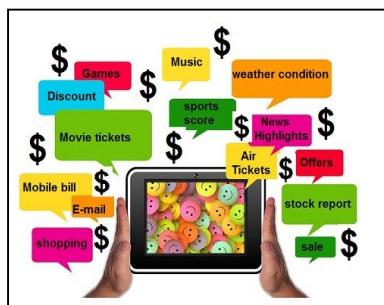 $
$
Music
$
Games
weather condition
Discount
$
$
sports
score
News
Highlights
$
Movie tickets
$
$
Air
Tickets
$
Offers
Mobile bill
$
E-mail
stock report
shopping
$
sale
$